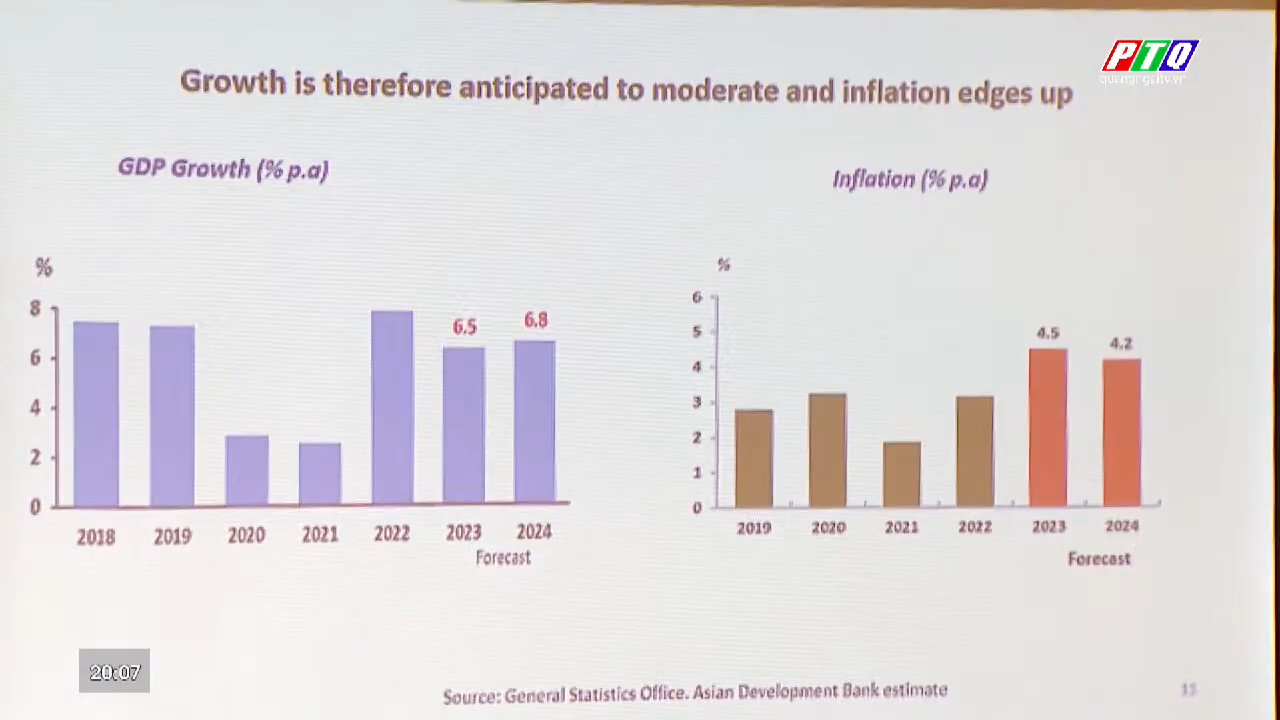 PTQ
quangngaitv.vn
Growth is therefore anticipated to moderate and inflation edges up
GDP Growth (% p.a)
%
8
6
4
2
0
6.5
6.8
2018 2019 2020 2021 2022 2023 2024
Forecast
Inflation (% p.a)
%
6
5
4
3
2
1
0
4.5
4.2
2019 2020 2021 2022 2023 2024
Forecast
20:07
Source: General Statistics Office. Asian Development Bank estimate